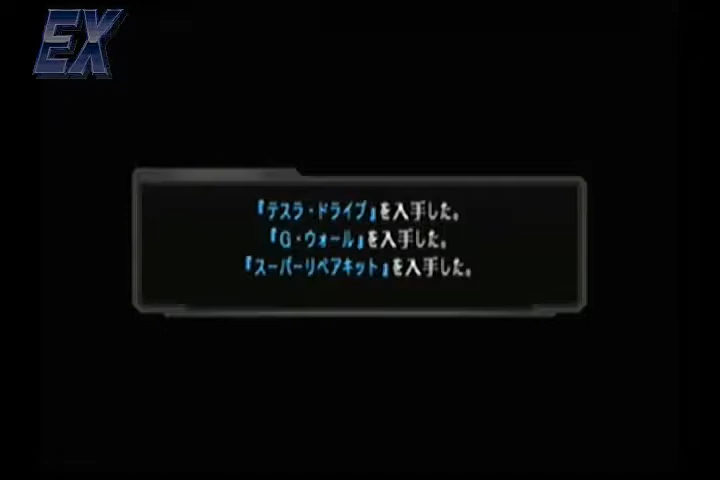 EX
『テスラ・ドライブ』を入手した。
『G・ウォール』を入手した。
『スーパーリペアキット』を入手した。